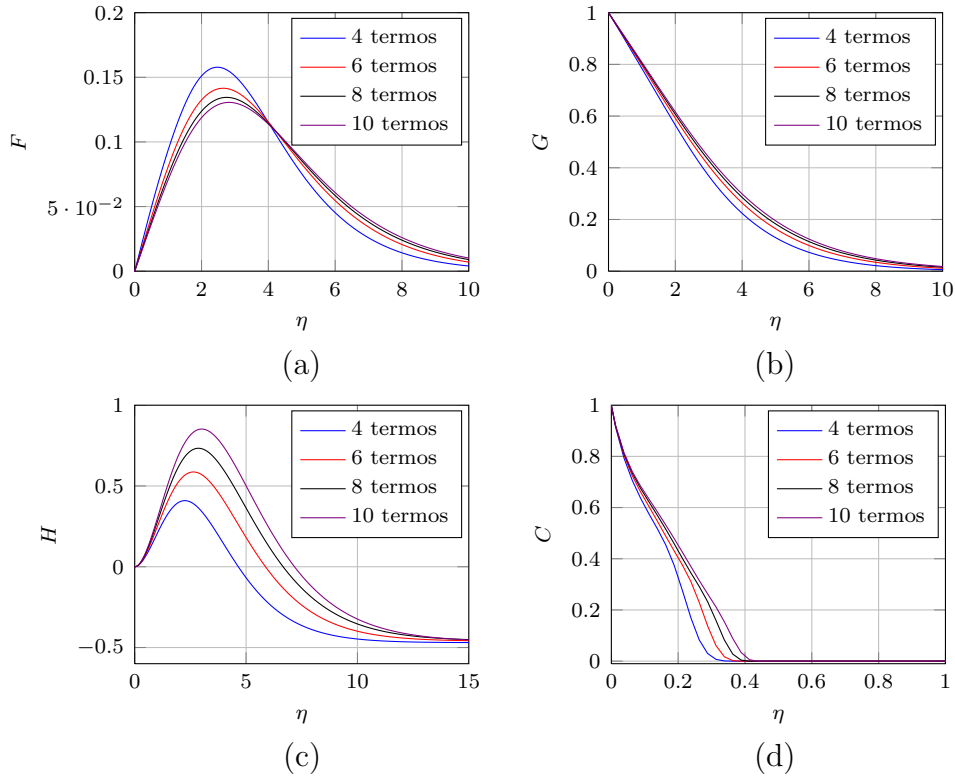 0.2
0.15
0.1
5 · 10⁻²
0
F
0 2 4 6 8 10
η
4 termos
6 termos
8 termos
10 termos
(a)
1
0.8
0.6
0.4
0.2
0
G
0 2 4 6 8 10
η
4 termos
6 termos
8 termos
10 termos
(b)
1
0.5
0
−0.5
H
0 5 10 15
η
4 termos
6 termos
8 termos
10 termos
(c)
1
0.8
0.6
0.4
0.2
0
C
0 0.2 0.4 0.6 0.8 1
η
4 termos
6 termos
8 termos
10 termos
(d)